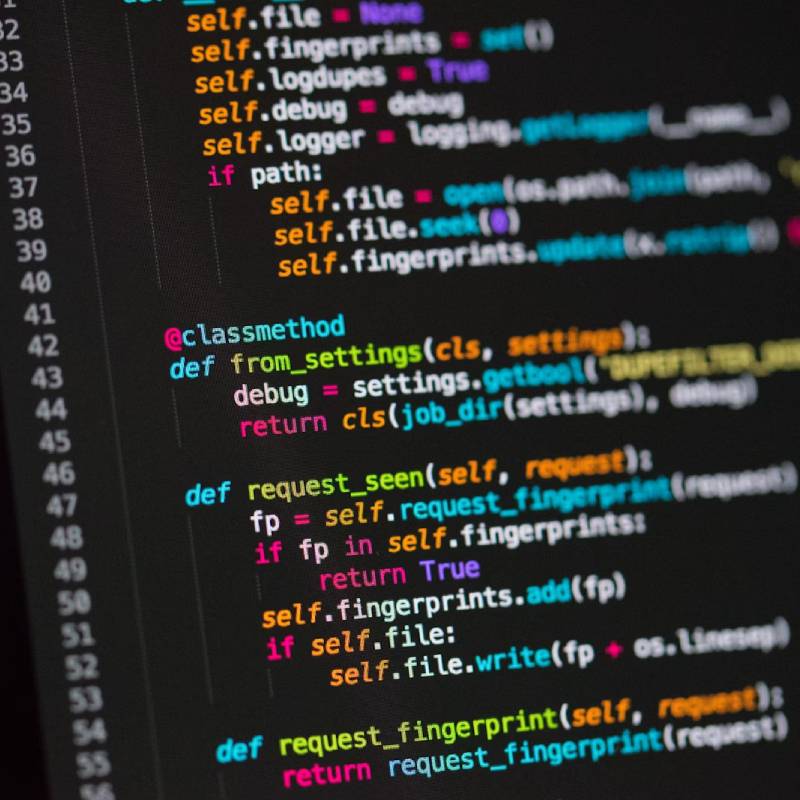 31 def
32 self.file = None
33 self.fingerprints = set()
34 self.logdupes = True
35 self.debug = debug
36 self.logger = logging.getLogger(__name__)
37 if path:
38 self.file = open(os.path.join(path, '
39 self.file.seek(0)
40 self.fingerprints.update(x.rstrip()
41
42 @classmethod
43 def from_settings(cls, settings):
44 debug = settings.getbool("DUPEFILTER_
45 return cls(job_dir(settings), debug)
46
47 def request_seen(self, request):
48 fp = self.request_fingerprint(request)
49 if fp in self.fingerprints:
50 return True
51 self.fingerprints.add(fp)
52 if self.file:
53 self.file.write(fp + os.linesep)
54
55 def request_fingerprint(self, request):
56 return request_fingerprint(request)